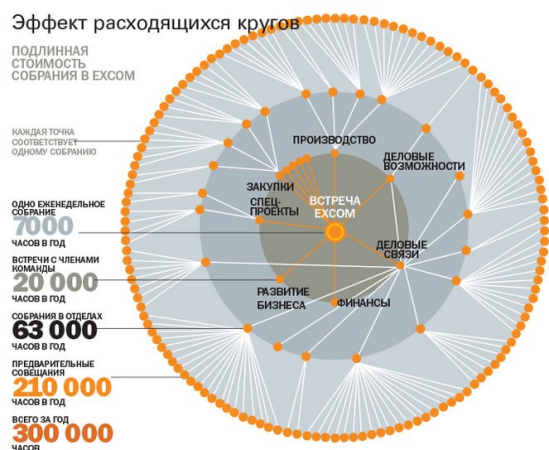 Эффект расходящихся кругов
ПОДЛИННАЯ
СТОИМОСТЬ
СОБРАНИЯ В EXCOM
КАЖДАЯ ТОЧКА
СООТВЕТСТВУЕТ
ОДНОМУ СОБРАНИЮ
ОДНО ЕЖЕНЕДЕЛЬНОЕ
СОБРАНИЕ
7000
ЧАСОВ В ГОД
ВСТРЕЧИ С ЧЛЕНАМИ
КОМАНДЫ
20 000
ЧАСОВ В ГОД
СОБРАНИЯ В ОТДЕЛАХ
63 000
ЧАСОВ В ГОД
ПРЕДВАРИТЕЛЬНЫЕ
СОВЕЩАНИЯ
210 000
ЧАСОВ В ГОД
ВСЕГО ЗА ГОД
300 000
ЧАСОВ
ПРОИЗВОДСТВО
ДЕЛОВЫЕ
ВОЗМОЖНОСТИ
ЗАКУПКИ
СПЕЦ-
ПРОЕКТЫ
ВСТРЕЧА
EXCOM
ДЕЛОВЫЕ
СВЯЗИ
РАЗВИТИЕ
БИЗНЕСА
ФИНАНСЫ